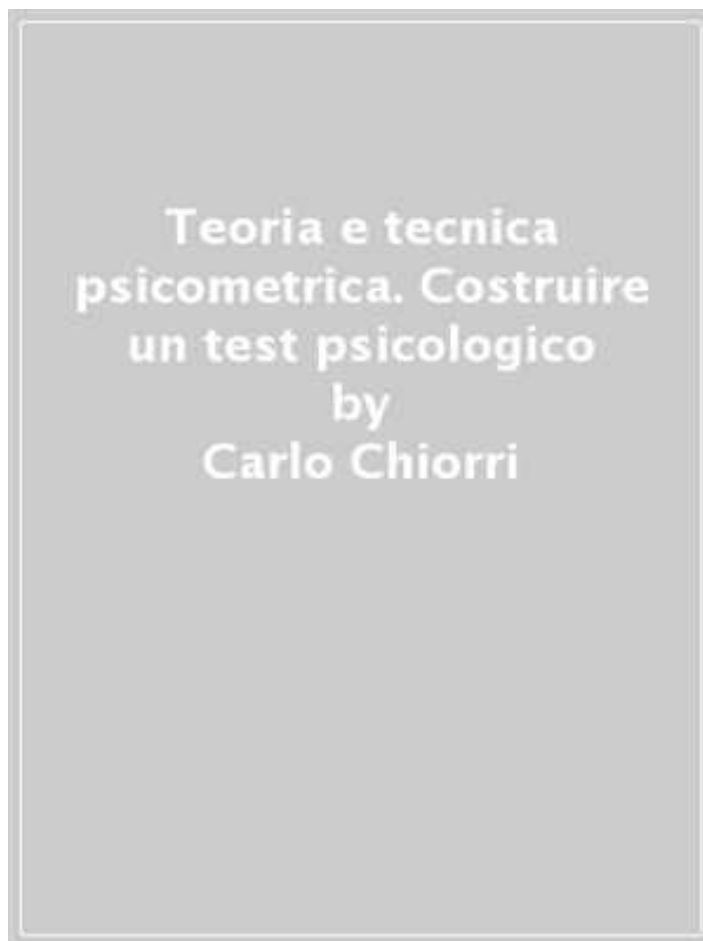 Teoria e tecnica
psicometrica. Costruire
un test psicologico
by
Carlo Chiorri